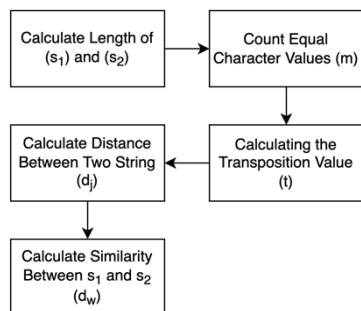 Calculate Length of
(s₁) and (s₂)
Count Equal
Character Values (m)
Calculating the
Transposition Value
(t)
Calculate Distance
Between Two String
(dⱼ)
Calculate Similarity
Between s₁ and s₂
(d_w)